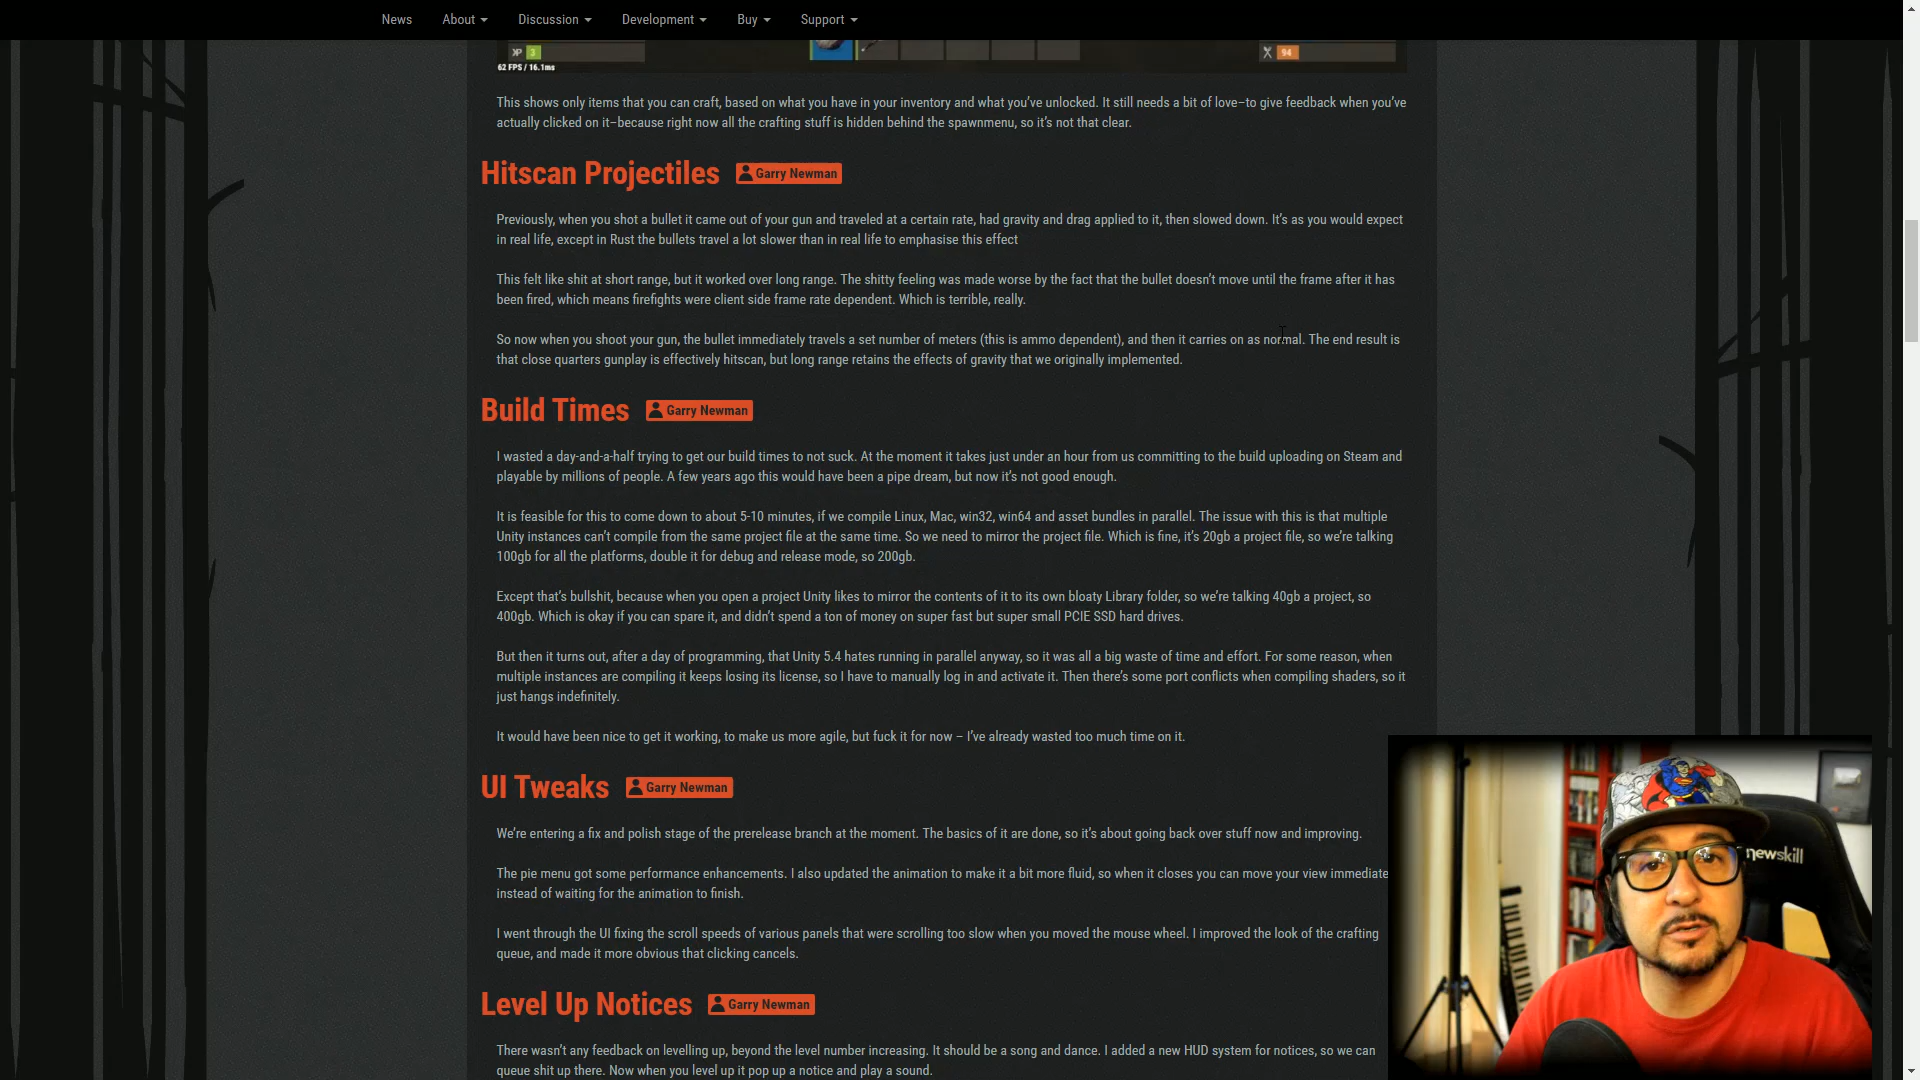 News About Discussion Development Buy Support
XP 3
94
62 FPS / 16.1ms
This shows only items that you can craft, based on what you have in your inventory and what you've unlocked. It still needs a bit of love–to give feedback when you've
actually clicked on it–because right now all the crafting stuff is hidden behind the spawnmenu, so it's not that clear.
Hitscan Projectiles Garry Newman
Previously, when you shot a bullet it came out of your gun and traveled at a certain rate, had gravity and drag applied to it, then slowed down. It's as you would expect
in real life, except in Rust the bullets travel a lot slower than in real life to emphasise this effect
This felt like shit at short range, but it worked over long range. The shitty feeling was made worse by the fact that the bullet doesn't move until the frame after it has
been fired, which means firefights were client side frame rate dependent. Which is terrible, really.
So now when you shoot your gun, the bullet immediately travels a set number of meters (this is ammo dependent), and then it carries on as normal. The end result is
that close quarters gunplay is effectively hitscan, but long range retains the effects of gravity that we originally implemented.
Build Times Garry Newman
I wasted a day-and-a-half trying to get our build times to not suck. At the moment it takes just under an hour from us committing to the build uploading on Steam and
playable by millions of people. A few years ago this would have been a pipe dream, but now it's not good enough.
It is feasible for this to come down to about 5-10 minutes, if we compile Linux, Mac, win32, win64 and asset bundles in parallel. The issue with this is that multiple
Unity instances can't compile from the same project file at the same time. So we need to mirror the project file. Which is fine, it's 20gb a project file, so we're talking
100gb for all the platforms, double it for debug and release mode, so 200gb.
Except that's bullshit, because when you open a project Unity likes to mirror the contents of it to its own bloaty Library folder, so we're talking 40gb a project, so
400gb. Which is okay if you can spare it, and didn't spend a ton of money on super fast but super small PCIE SSD hard drives.
But then it turns out, after a day of programming, that Unity 5.4 hates running in parallel anyway, so it was all a big waste of time and effort. For some reason, when
multiple instances are compiling it keeps losing its license, so I have to manually log in and activate it. Then there's some port conflicts when compiling shaders, so it
just hangs indefinitely.
It would have been nice to get it working, to make us more agile, but fuck it for now – I've already wasted too much time on it.
UI Tweaks Garry Newman
We're entering a fix and polish stage of the prerelease branch at the moment. The basics of it are done, so it's about going back over stuff now and improving.
The pie menu got some performance enhancements. I also updated the animation to make it a bit more fluid, so when it closes you can move your view immediate
instead of waiting for the animation to finish.
I went through the UI fixing the scroll speeds of various panels that were scrolling too slow when you moved the mouse wheel. I improved the look of the crafting
queue, and made it more obvious that clicking cancels.
newskill
Level Up Notices Garry Newman
There wasn't any feedback on levelling up, beyond the level number increasing. It should be a song and dance. I added a new HUD system for notices, so we can
queue shit up there. Now when you level up it pop up a notice and play a sound.